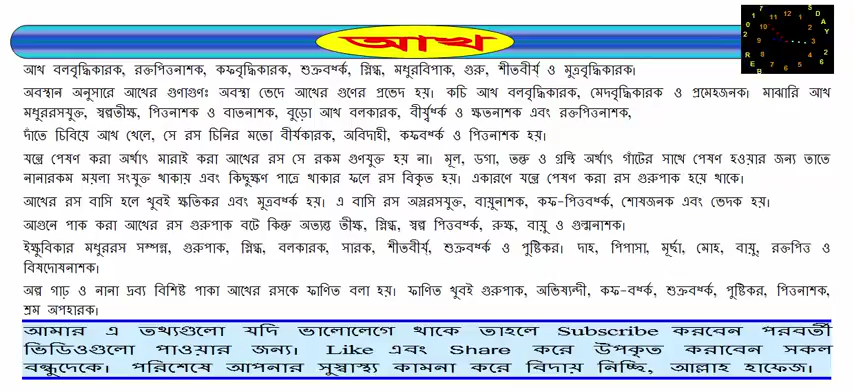 আখ
আখ বলবৃদ্ধিকারক, রক্তপিত্তনাশক, কফবৃদ্ধিকারক, শুক্রবর্ধক, স্নিগ্ধ, মধুরবিপাক, গুরু, শীতবীর্য ও মুত্রবৃদ্ধিকারক।
অবস্থান অনুসারে আখের গুণাগুণঃ অবস্থা ভেদে আখের গুণের প্রভেদ হয়। কচি আখ বলবৃদ্ধিকারক, মেদবৃদ্ধিকারক ও প্রমেহজনক। মাঝারি আখ
মধুররসযুক্ত, স্বল্পতীক্ষ, পিত্তনাশক ও বাতনাশক, বুড়ো আখ বলকারক, বীর্য্বর্ধক ও ক্ষতনাশক এবং রক্তপিত্তনাশক,
দাঁতে চিবিয়ে আখ খেলে, সে রস চিনির মতো বীর্যকারক, অবিদাহী, কফবর্ধক ও পিত্তনাশক হয়।
যন্ত্রে পেষণ করা অর্থাৎ মারাই করা আখের রস সে রকম গুণযুক্ত হয় না। মূল, ডগা, তন্তু ও গ্রন্থি অর্থাৎ গাঁটের সাথে পেষণ হওয়ার জন্য তাতে
নানারকম ময়লা সংযুক্ত থাকায় এবং কিছুক্ষণ পাত্রে থাকার ফলে রস বিকৃত হয়। একারণে যন্ত্রে পেষণ করা রস গুরুপাক হয়ে থাকে।
আখের রস বাসি হলে খুবই ক্ষতিকর এবং মুত্রবর্ধক হয়। এ বাসি রস অম্লরসযুক্ত, বায়ুনাশক, কফ-পিত্তবর্ধক, শোষজনক এবং ভেদক হয়।
আগুনে পাক করা আখের রস গুরুপাক বটে কিন্তু অত্যন্ত তীক্ষ, স্নিগ্ধ, স্বল্প পিত্তবর্ধক, রুক্ষ, বায়ু ও গুল্মনাশক।
ইক্ষুবিকার মধুররস সম্পন্ন, গুরুপাক, স্নিগ্ধ, বলকারক, সারক, শীতবীর্য, শুক্রবর্ধক ও পুষ্টিকর। দাহ, পিপাসা, মূর্ছা, মোহ, বায়ু, রক্তপিত্ত ও
বিষদোষনাশক।
অল্প গাঢ় ও নানা দ্রব্য বিশিষ্ট পাকা আখের রসকে ফাণিত বলা হয়। ফাণিত খুবই গুরুপাক, অভিষ্যন্দী, কফ-বর্ধক, শুক্রবর্ধক, পুষ্টিকর, পিত্তনাশক,
শ্রম অপহারক।
আমার এ তথ্যগুলো যদি ভালোলেগে থাকে তাহলে Subscribe করবেন পরবর্তী
ভিডিওগুলো পাওয়ার জন্য। Like এবং Share করে উপকৃত করাবেন সকল
বন্ধুদেকে। পরিশেষে আপনার সুস্বাস্থ্য কামনা করে বিদায় নিচ্ছি, আল্লাহ হাফেজ।